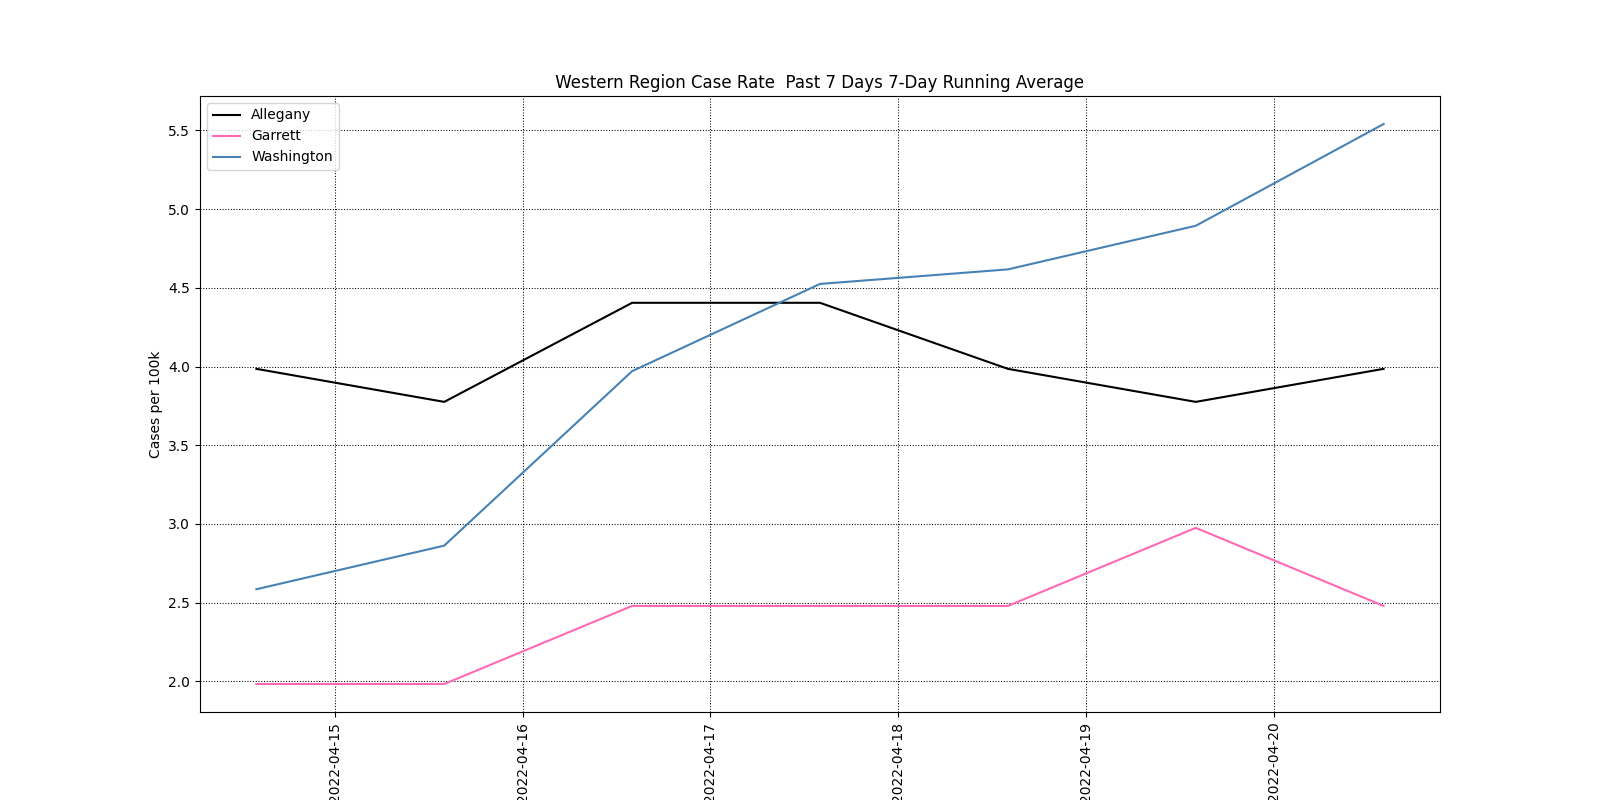 Western Region Case Rate  Past 7 Days 7-Day Running Average
Allegany
Garrett
Washington
5.5
5.0
4.5
4.0
3.5
3.0
2.5
2.0
Cases per 100k
2022-04-15
2022-04-16
2022-04-17
2022-04-18
2022-04-19
2022-04-20